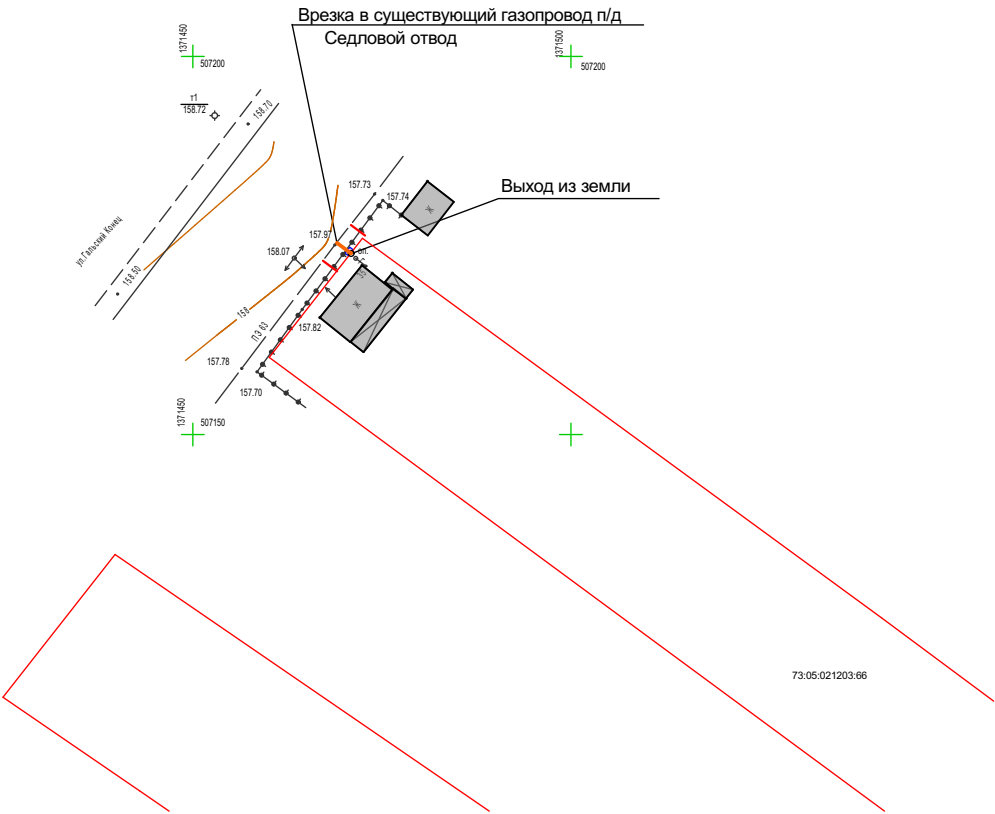 Врезка в существующий газопровод п/д
Седловой отвод
1371450
507200
1371500
507200
т1
158.72
158.70
157.73
157.74
Ж
Выход из земли
ул.Гальский Конец
157.97
158.07
158.50
Ж
158
ПЭ 63
157.82
157.78
157.70
1371450
507150
73:05:021203:66